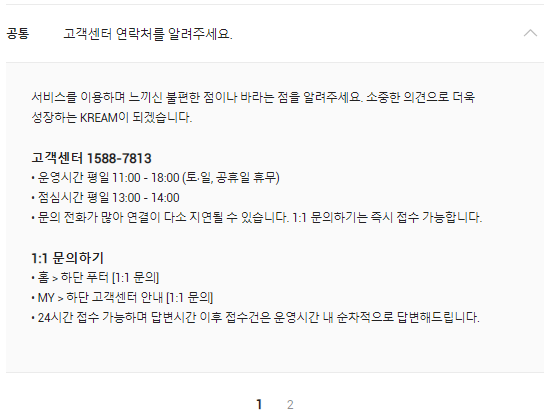 공통 고객센터 연락처를 알려주세요.
서비스를 이용하며 느끼신 불편한 점이나 바라는 점을 알려주세요. 소중한 의견으로 더욱
성장하는 KREAM이 되겠습니다.
고객센터 1588-7813
• 운영시간 평일 11:00 - 18:00 (토∙일, 공휴일 휴무)
• 점심시간 평일 13:00 - 14:00
• 문의 전화가 많아 연결이 다소 지연될 수 있습니다. 1:1 문의하기는 즉시 접수 가능합니다.
1:1 문의하기
• 홈 > 하단 푸터 [1:1 문의]
• MY > 하단 고객센터 안내 [1:1 문의]
• 24시간 접수 가능하며 답변시간 이후 접수건은 운영시간 내 순차적으로 답변해드립니다.
1 2